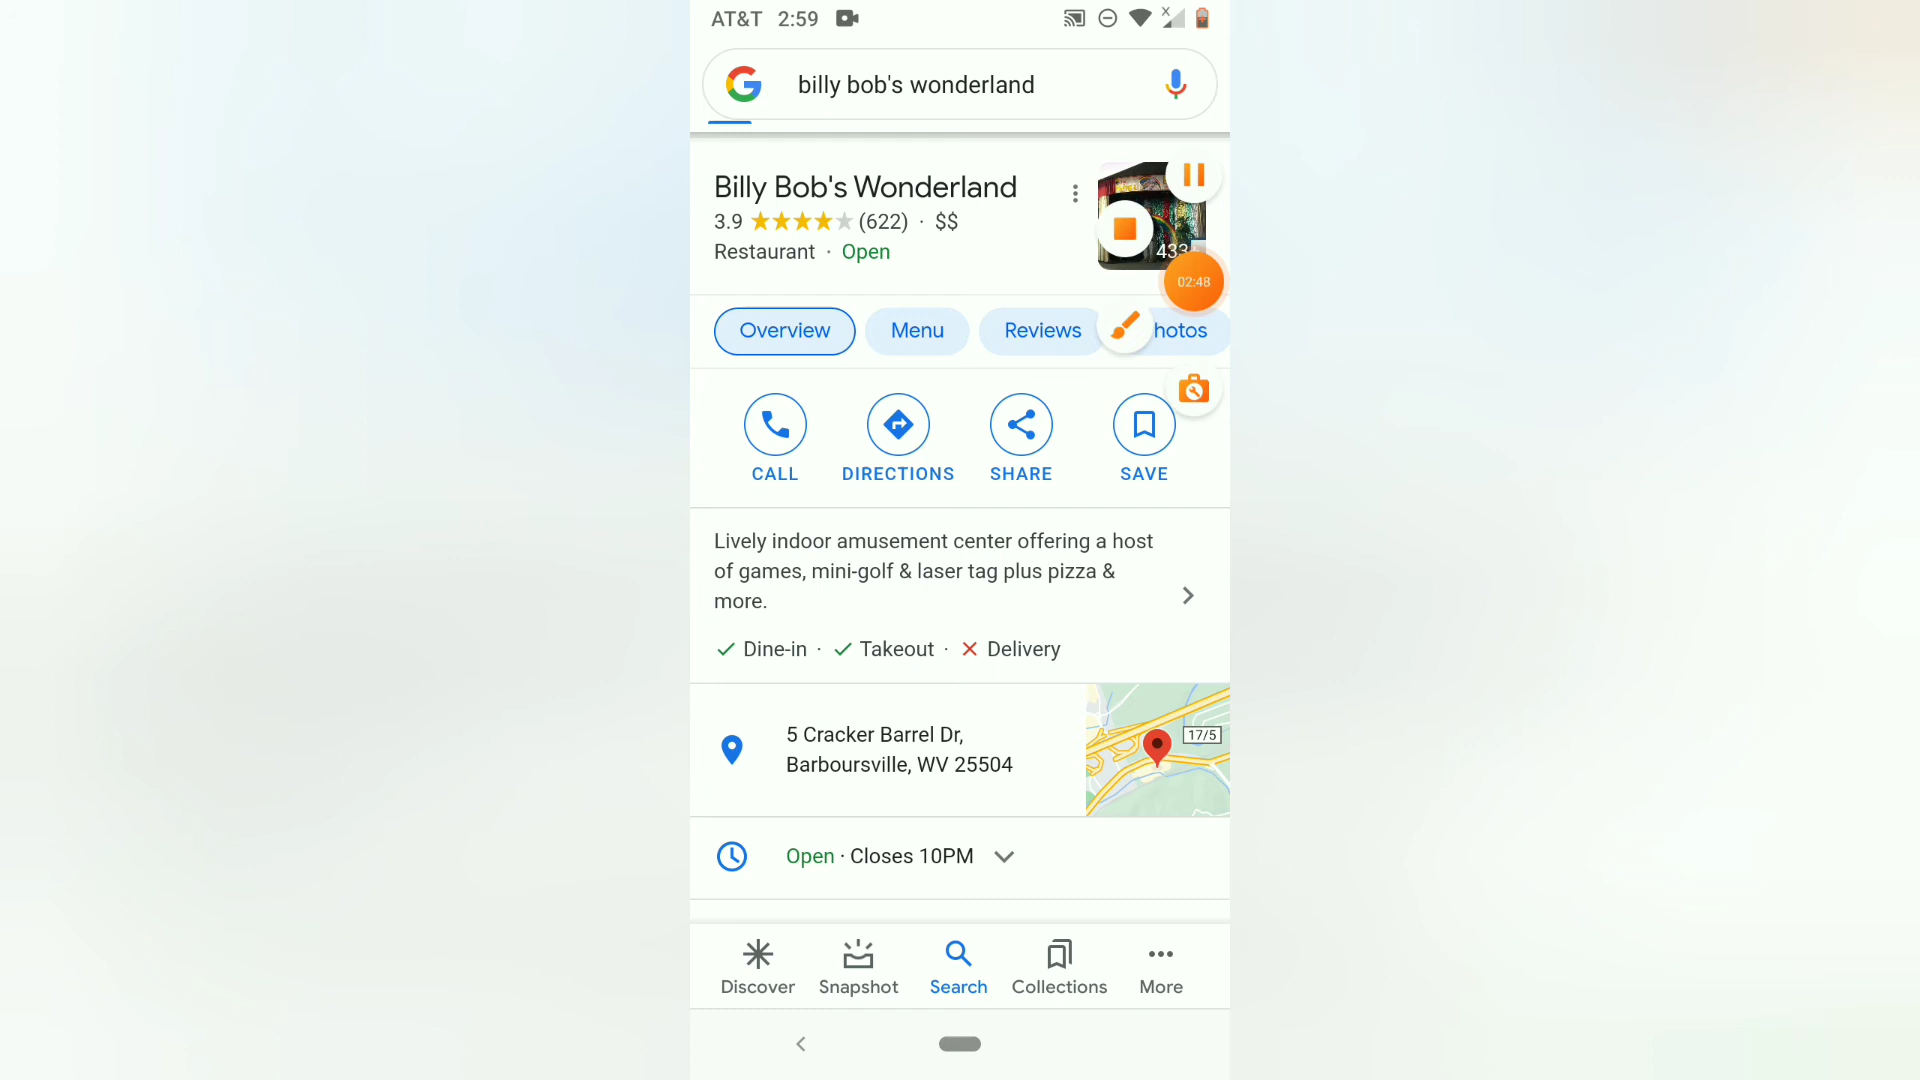 AT&T 2:59
billy bob's wonderland
Billy Bob's Wonderland
3.9 (622) · $$
Restaurant · Open
433
02:48
Overview Menu Reviews hotos
CALL DIRECTIONS SHARE SAVE
Lively indoor amusement center offering a host
of games, mini-golf & laser tag plus pizza &
more.
Dine-in · Takeout · Delivery
5 Cracker Barrel Dr,
Barboursville, WV 25504
17/5
Open · Closes 10PM
Discover Snapshot Search Collections More